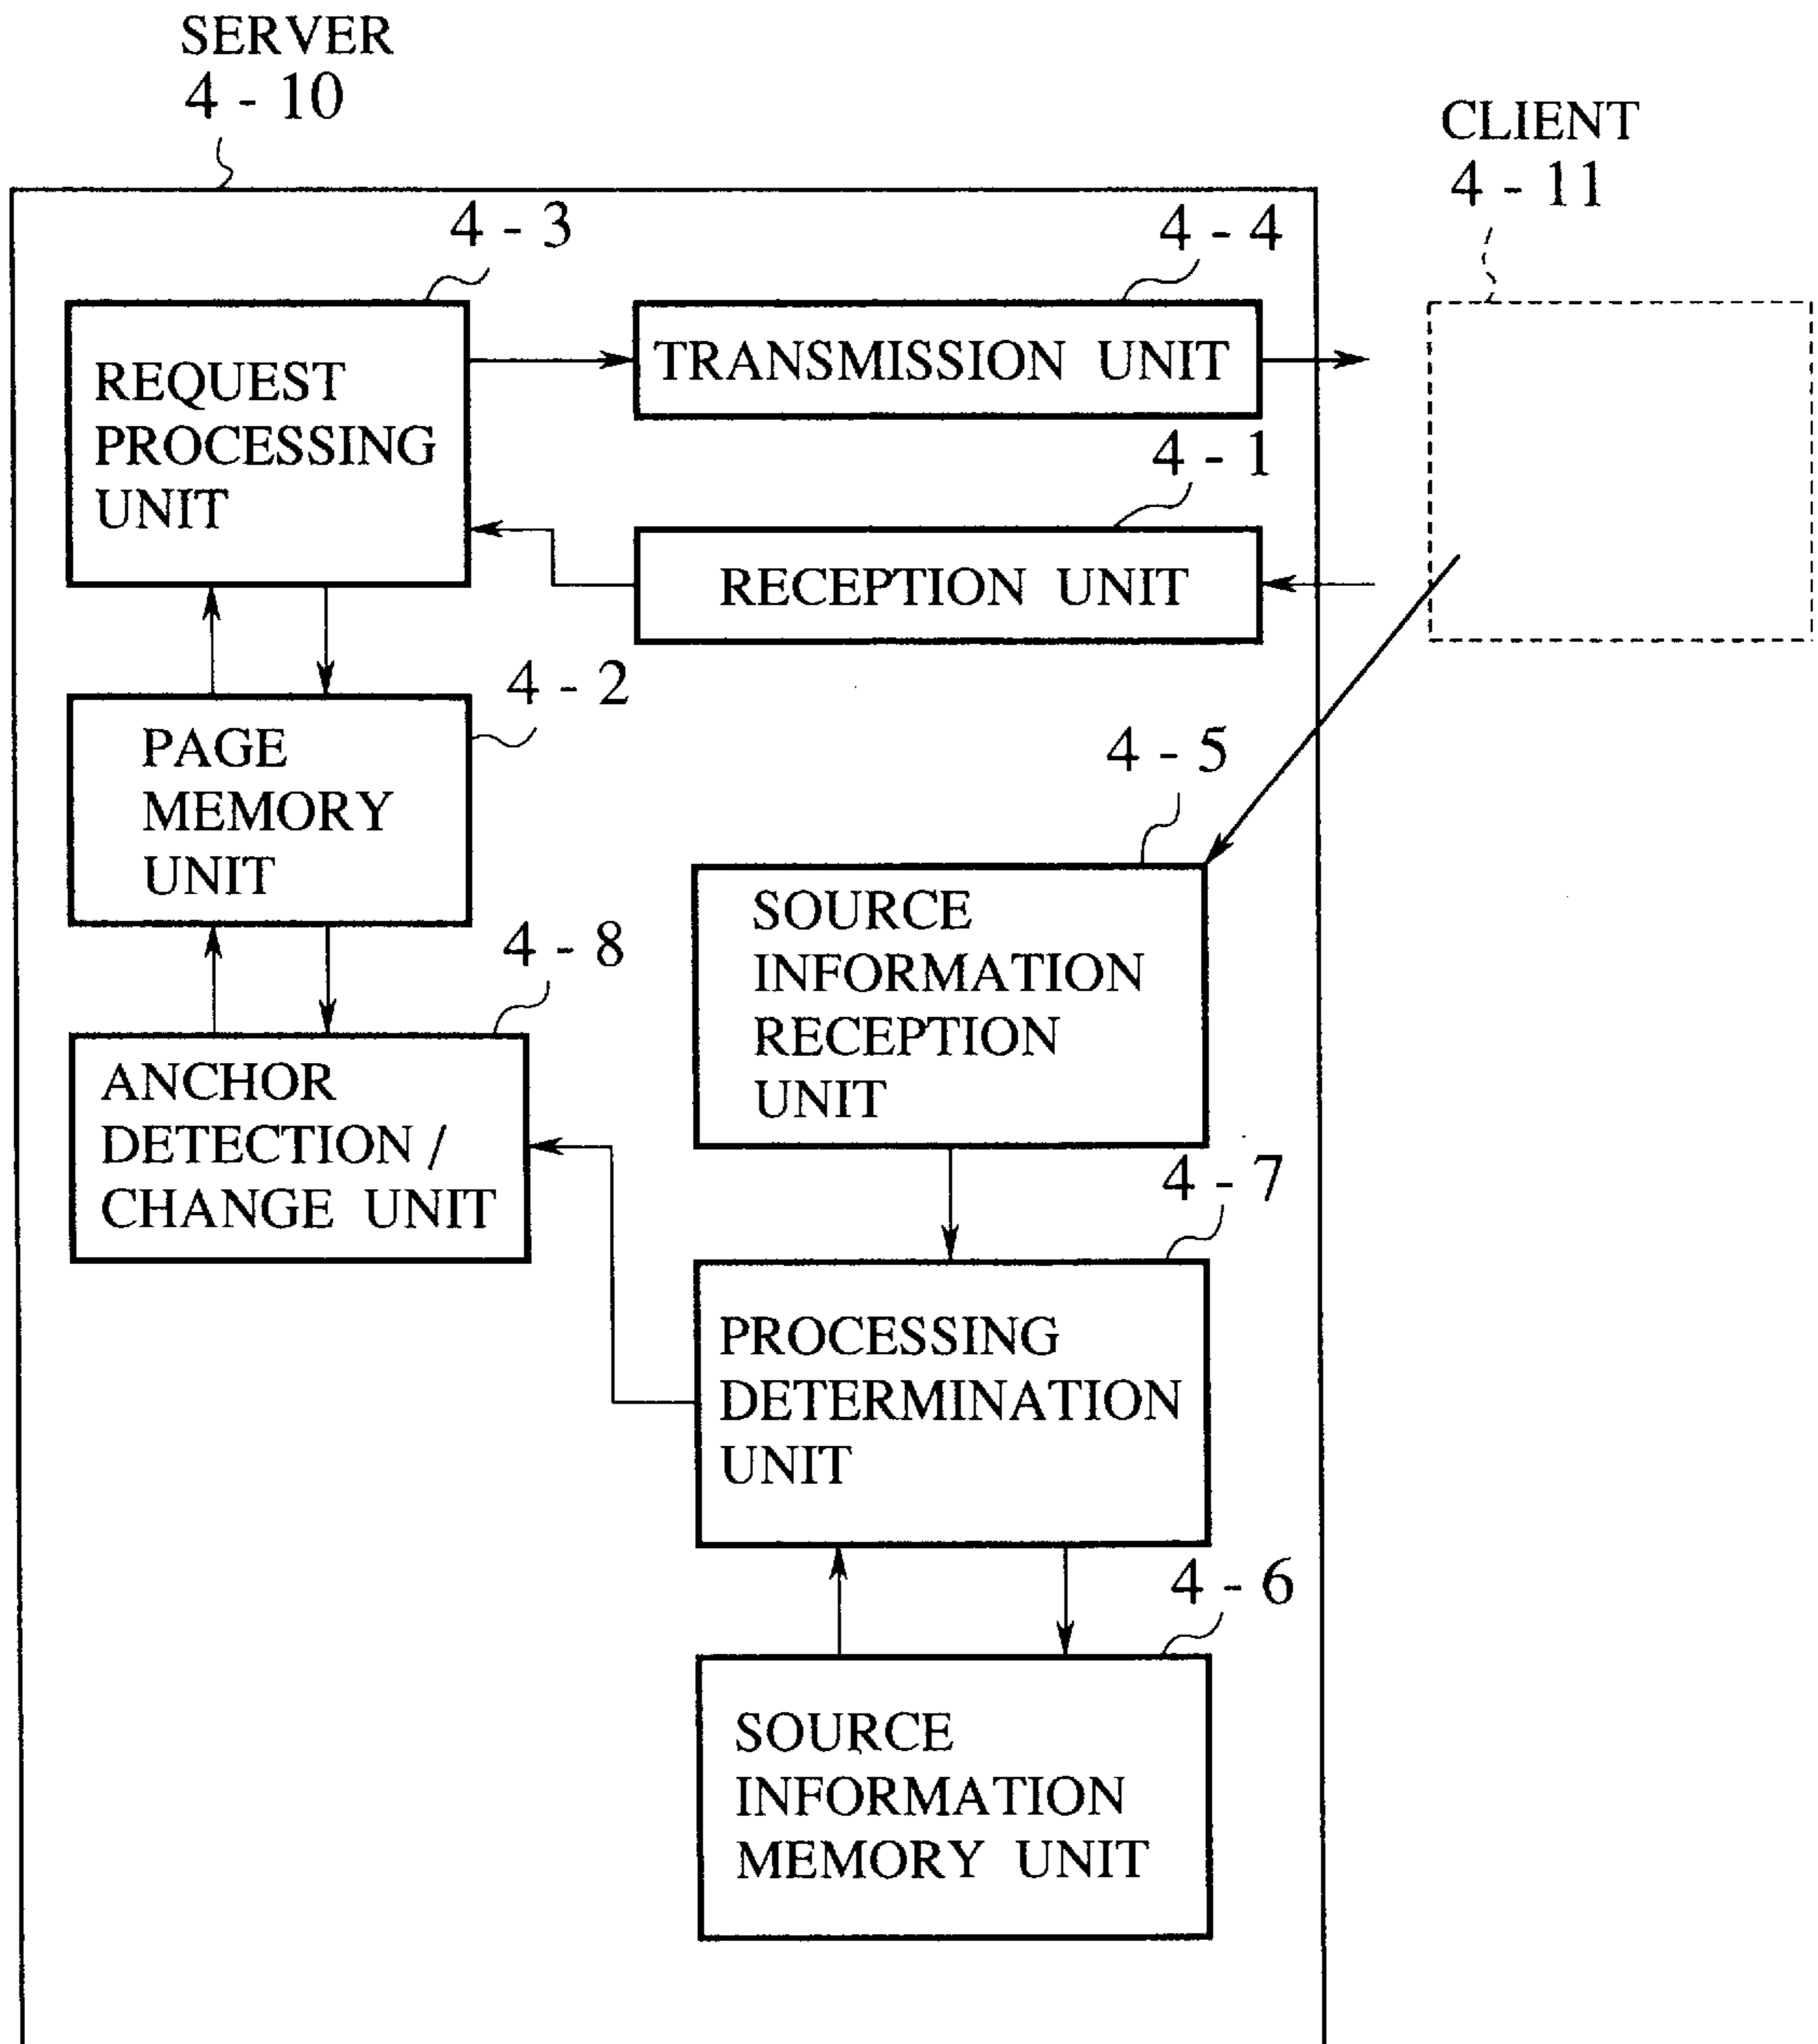 SERVER
4 - 10
CLIENT
4 - 11
4 - 3
4 - 4
REQUEST
PROCESSING
UNIT
TRANSMISSION UNIT
4 - 1
RECEPTION UNIT
4 - 2
PAGE
MEMORY
UNIT
4 - 5
SOURCE
INFORMATION
RECEPTION
UNIT
4 - 8
ANCHOR
DETECTION /
CHANGE UNIT
4 - 7
PROCESSING
DETERMINATION
UNIT
4 - 6
SOURCE
INFORMATION
MEMORY UNIT